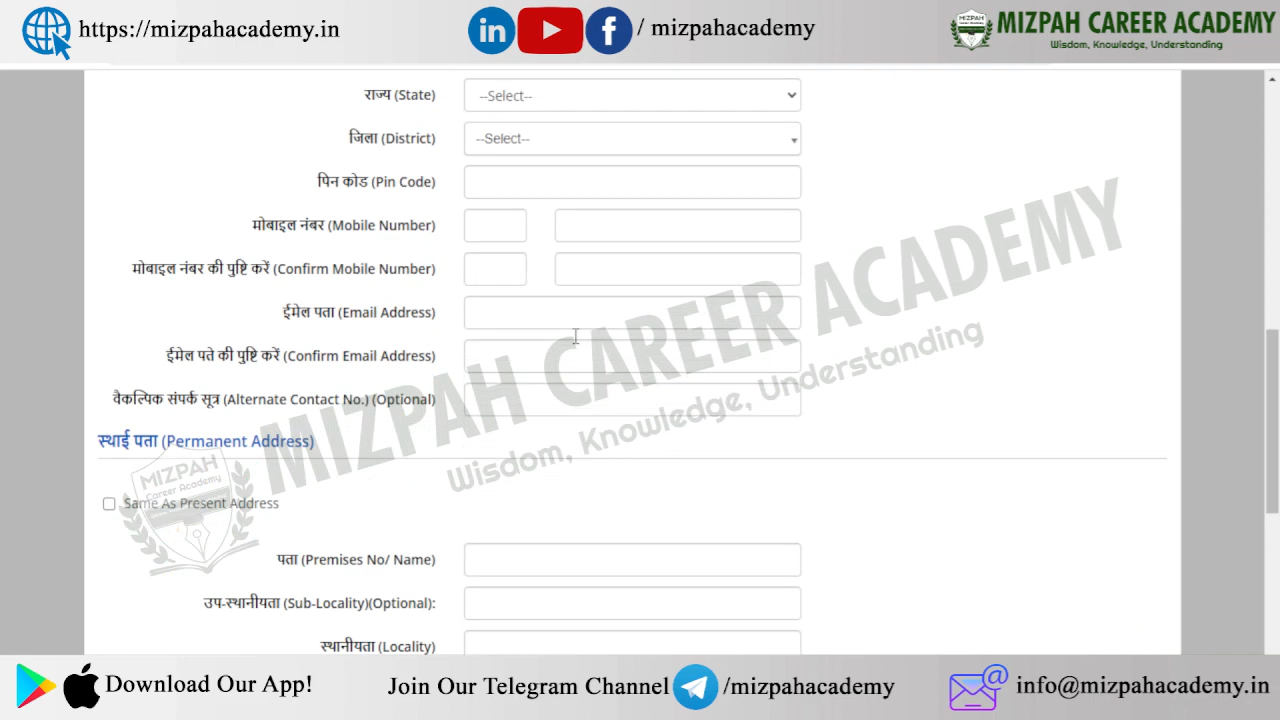 https://mizpahacademy.in
/ mizpahacademy
MIZPAH CAREER ACADEMY
Wisdom, Knowledge, Understanding
राज्य (State)
--Select--
जिला (District)
--Select--
पिन कोड (Pin Code)
मोबाइल नंबर (Mobile Number)
मोबाइल नंबर की पुष्टि करें (Confirm Mobile Number)
ईमेल पता (Email Address)
ईमेल पते की पुष्टि करें (Confirm Email Address)
वैकल्पिक संपर्क सूत्र (Alternate Contact No.) (Optional)
स्थाई पता (Permanent Address)
MIZPAH CAREER ACADEMY
Wisdom, Knowledge, Understanding
MIZPAH
Career Academy
Same As Present Address
पता (Premises No/ Name)
उप-स्थानीयता (Sub-Locality)(Optional):
स्थानीयता (Locality)
Download Our App!
Join Our Telegram Channel
/mizpahacademy
info@mizpahacademy.in